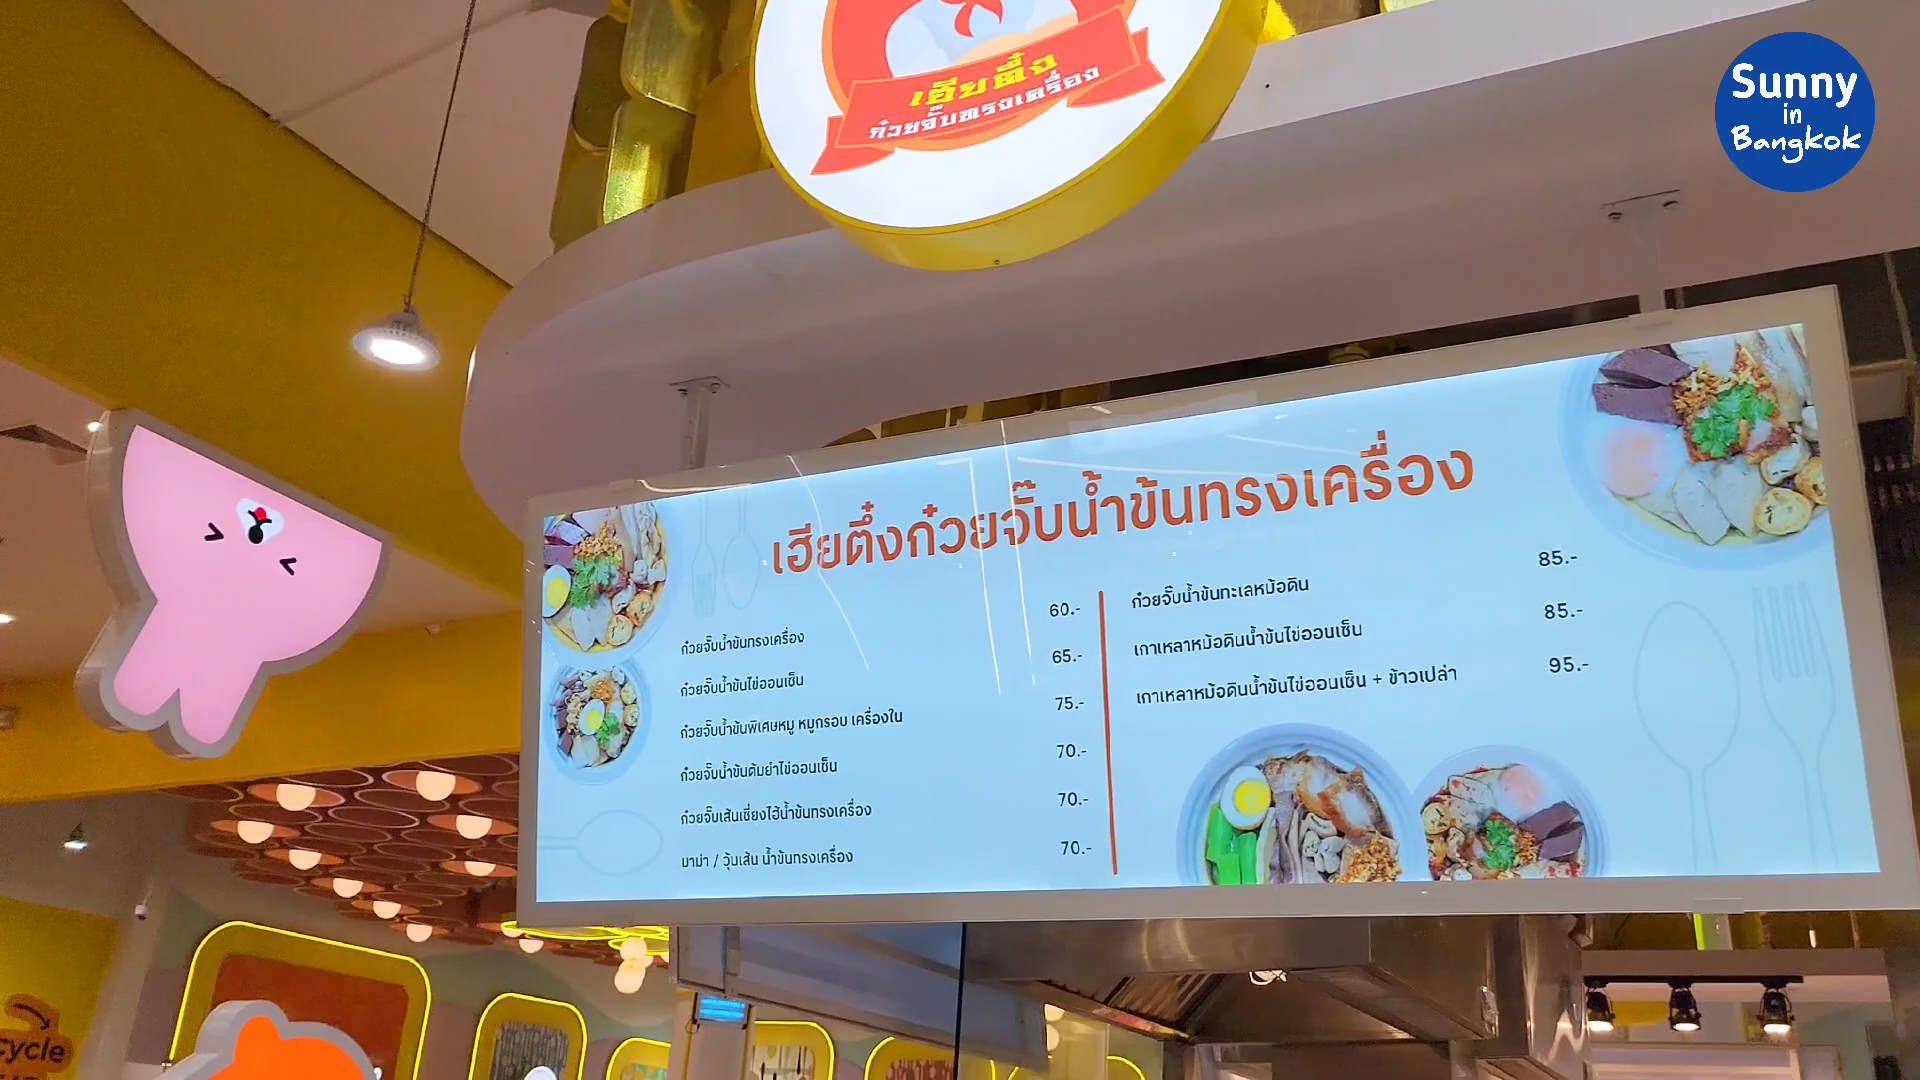 เฮียตึ๋ง
ก๋วยจั๊บทรงเครื่อง
Sunny
in
Bangkok
เฮียตึ๋งก๋วยจั๊บน้ำข้นทรงเครื่อง
ก๋วยจั๊บน้ำข้นทรงเครื่อง 60.-
ก๋วยจั๊บน้ำข้นไข่ออนเซ็น 65.-
ก๋วยจั๊บน้ำข้นพิเศษหมู หมูกรอบ เครื่องใน 75.-
ก๋วยจั๊บน้ำข้นต้มยำไข่ออนเซ็น 70.-
ก๋วยจั๊บเส้นเซี่ยงไฮ้น้ำข้นทรงเครื่อง 70.-
มาม่า / วุ้นเส้น น้ำข้นทรงเครื่อง 70.-
ก๋วยจั๊บน้ำข้นทะเลหม้อดิน 85.-
เกาเหลาหม้อดินน้ำข้นไข่ออนเซ็น 85.-
เกาเหลาหม้อดินน้ำข้นไข่ออนเซ็น + ข้าวเปล่า 95.-
cycle